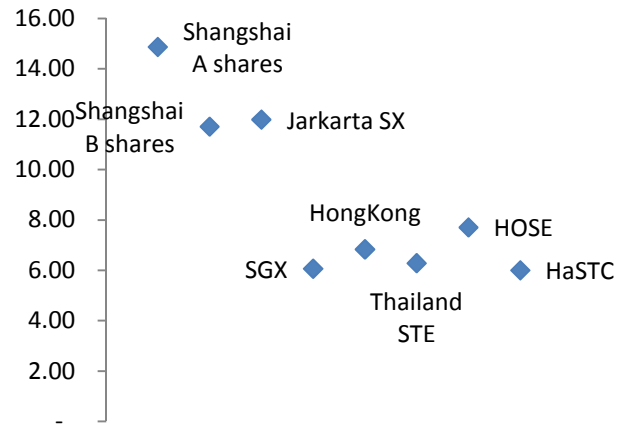 16.00
14.00
12.00
10.00
8.00
6.00
4.00
2.00
-
Shangshai
A shares
Shangshai
B shares
Jarkarta SX
HongKong
HOSE
SGX
HaSTC
Thailand
STE